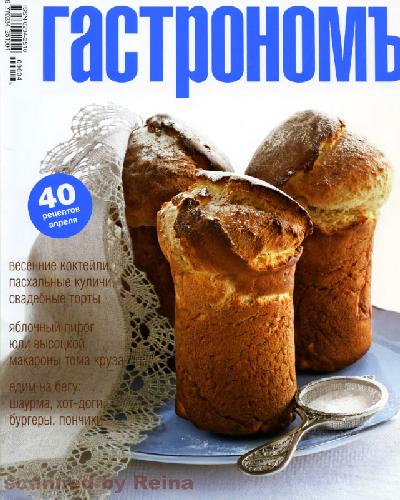 гастрономъ
40
рецептов
апреля
весенние коктейли,
пасхальные куличи,
свадебные торты
яблочный пирог
юли высоцкой
макароны тома круза
едим на бегу:
шаурма, хот-доги,
бургеры, пончики
scanned by Reina